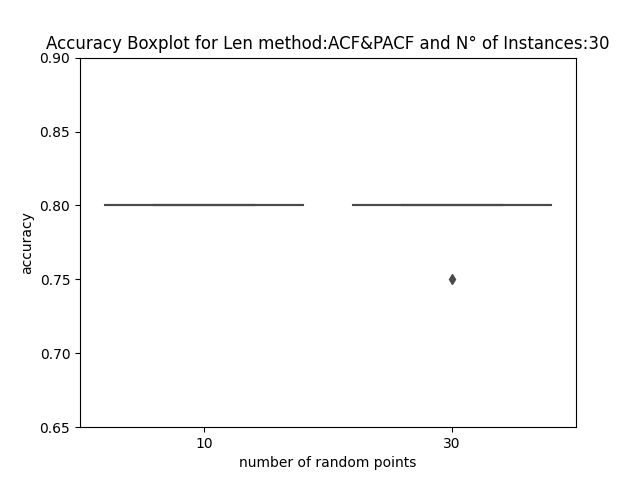 Accuracy Boxplot for Len method:ACF&PACF and N° of Instances:30
0.90
0.85
0.80
0.75
0.70
0.65
accuracy
10 30
number of random points